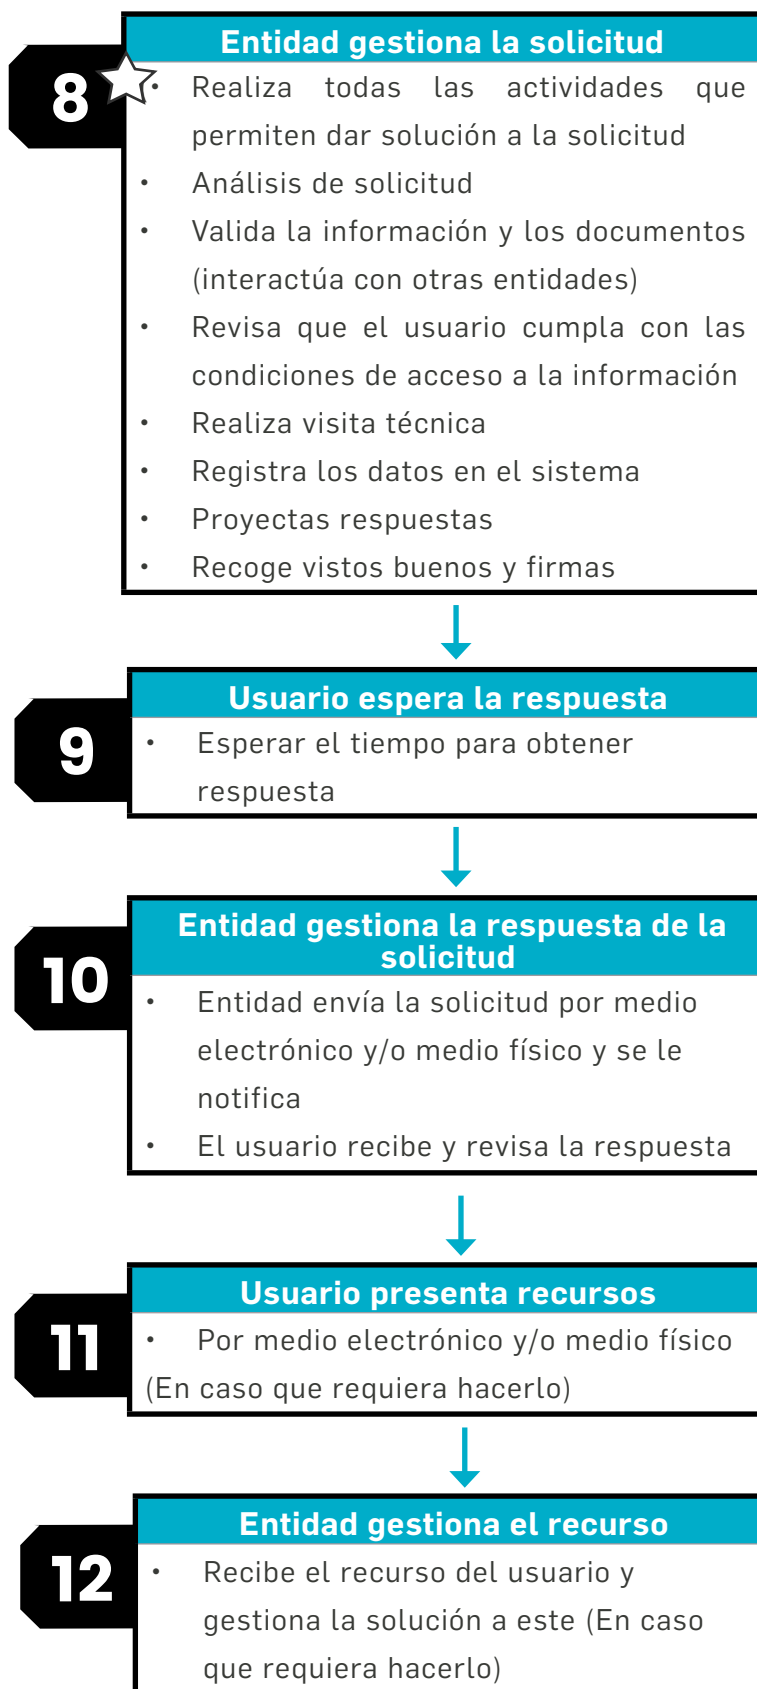 8
Entidad gestiona la solicitud
• Realiza todas las actividades que
permiten dar solución a la solicitud
• Análisis de solicitud
• Valida la información y los documentos
(interactúa con otras entidades)
• Revisa que el usuario cumpla con las
condiciones de acceso a la información
• Realiza visita técnica
• Registra los datos en el sistema
• Proyectas respuestas
• Recoge vistos buenos y firmas
9
Usuario espera la respuesta
• Esperar el tiempo para obtener
respuesta
10
Entidad gestiona la respuesta de la
solicitud
• Entidad envía la solicitud por medio
electrónico y/o medio físico y se le
notifica
• El usuario recibe y revisa la respuesta
11
Usuario presenta recursos
• Por medio electrónico y/o medio físico
(En caso que requiera hacerlo)
12
Entidad gestiona el recurso
• Recibe el recurso del usuario y
gestiona la solución a este (En caso
que requiera hacerlo)